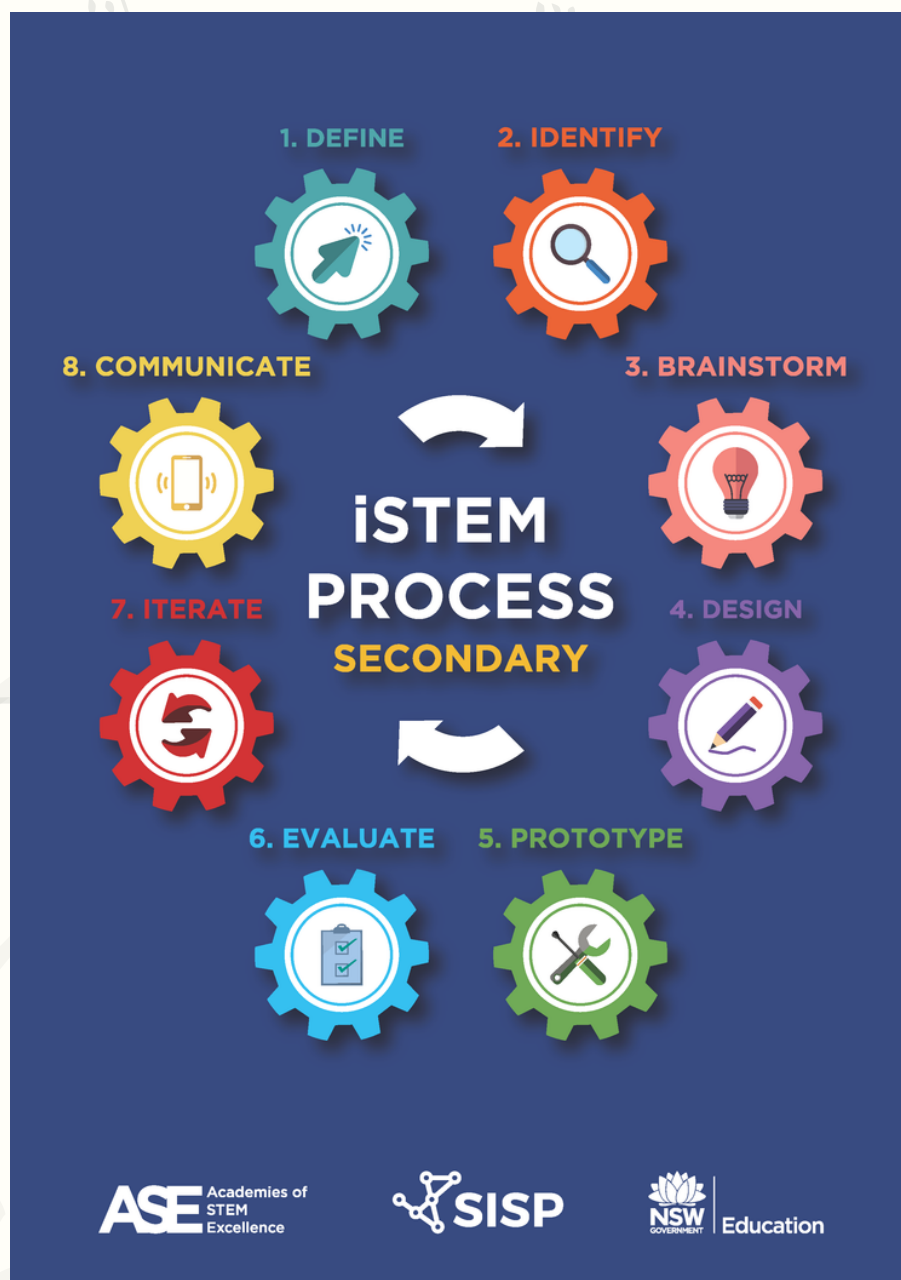 1. DEFINE
2. IDENTIFY
8. COMMUNICATE
3. BRAINSTORM
iSTEM
PROCESS
SECONDARY
7. ITERATE
4. DESIGN
6. EVALUATE
5. PROTOTYPE
ASE
Academies of
STEM
Excellence
SISP
NSW
GOVERNMENT
Education